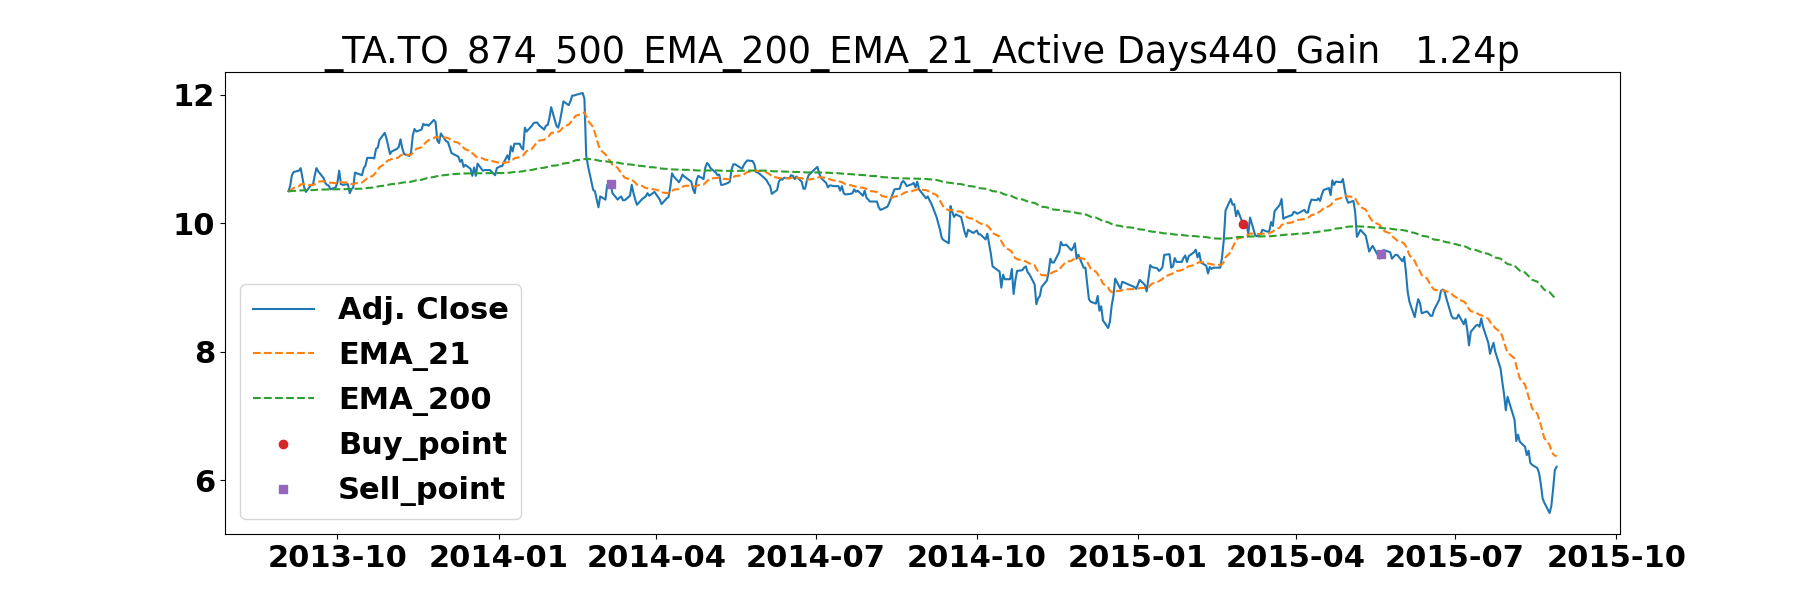 _TA.TO_874_500_EMA_200_EMA_21_Active Days440_Gain   1.24p
12
10
8
6
Adj. Close
EMA_21
EMA_200
Buy_point
Sell_point
2013-10 2014-01 2014-04 2014-07 2014-10 2015-01 2015-04 2015-07 2015-10